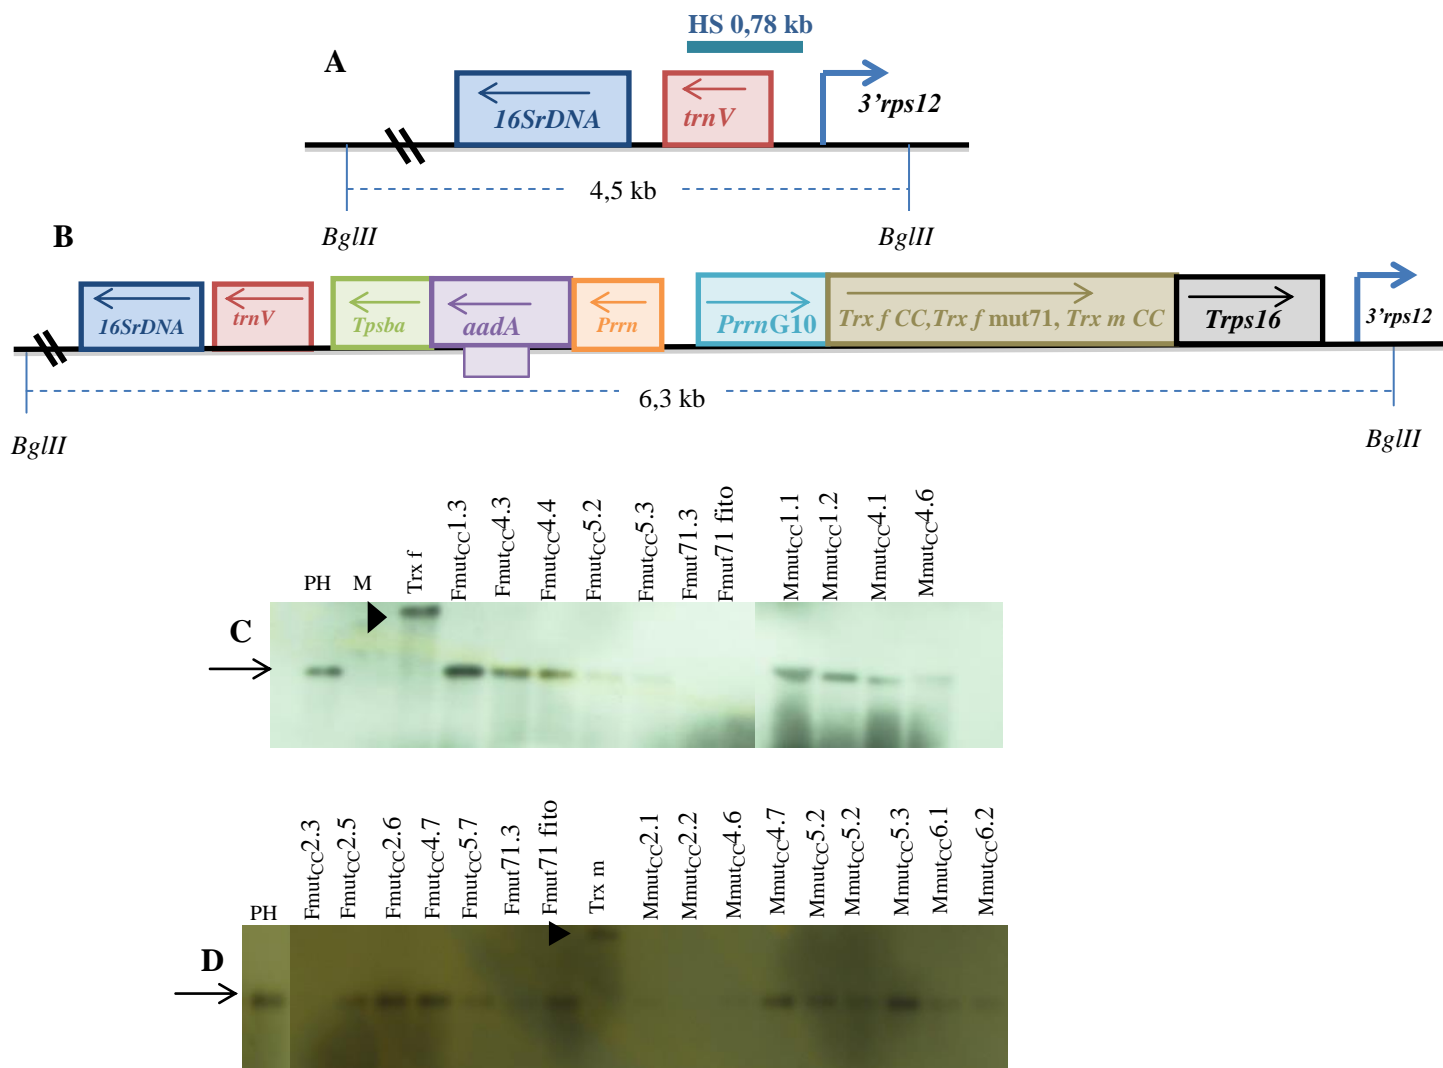 HS 0,78 kb
A
16SrDNA
trnV
3’rps12
4,5 kb
BglII
BglII
B
16SrDNA
trnV
Tpsba
aadA
Prrn
PrrnG10
Trx f CC,Trx f mut71, Trx m CC
Trps16
3’rps12
6,3 kb
BglII
BglII
PH
M
Trx f
FmutCC1.3
FmutCC4.3
FmutCC4.4
FmutCC5.2
FmutCC5.3
Fmut71.3
Fmut71 fito
MmutCC1.1
MmutCC1.2
MmutCC4.1
MmutCC4.6
C
PH
FmutCC2.3
FmutCC2.5
FmutCC2.6
FmutCC4.7
FmutCC5.7
Fmut71.3
Fmut71 fito
Trx m
MmutCC2.1
MmutCC2.2
MmutCC4.6
MmutCC4.7
MmutCC5.2
MmutCC5.2
MmutCC5.3
MmutCC6.1
MmutCC6.2
D